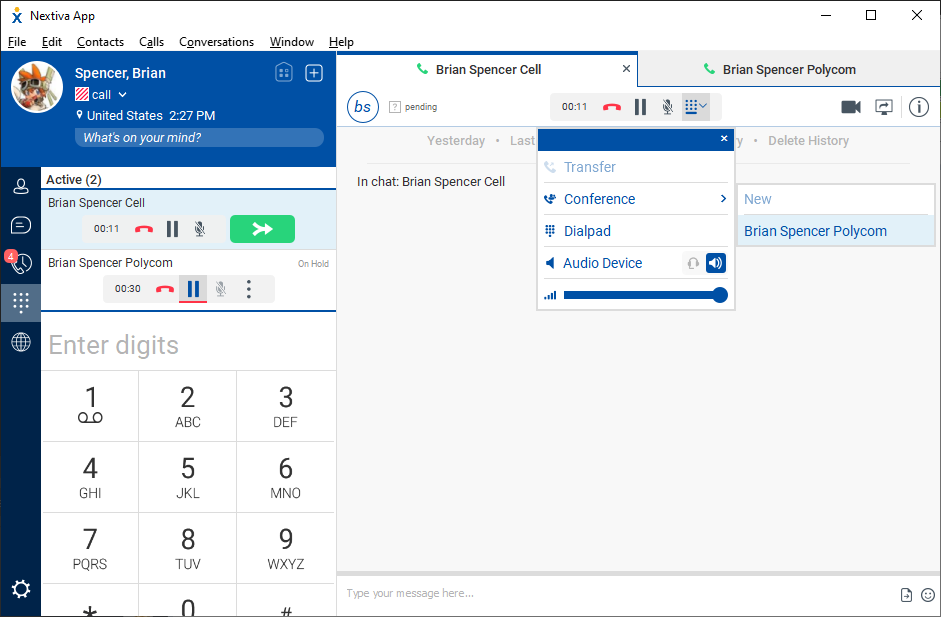 Nextiva App
File Edit Contacts Calls Conversations Window Help
Spencer, Brian
call
United States 2:27 PM
What's on your mind?
Active (2)
Brian Spencer Cell
00:11
Brian Spencer Polycom
On Hold
00:30
4
Enter digits
1
2
ABC
3
DEF
4
GHI
5
JKL
6
MNO
7
PQRS
8
TUV
9
WXYZ
*
0
#
Brian Spencer Cell
Brian Spencer Polycom
bs
? pending
00:11
Yesterday • Last
y • Delete History
In chat: Brian Spencer Cell
Transfer
Conference
Dialpad
Audio Device
New
Brian Spencer Polycom
Type your message here...